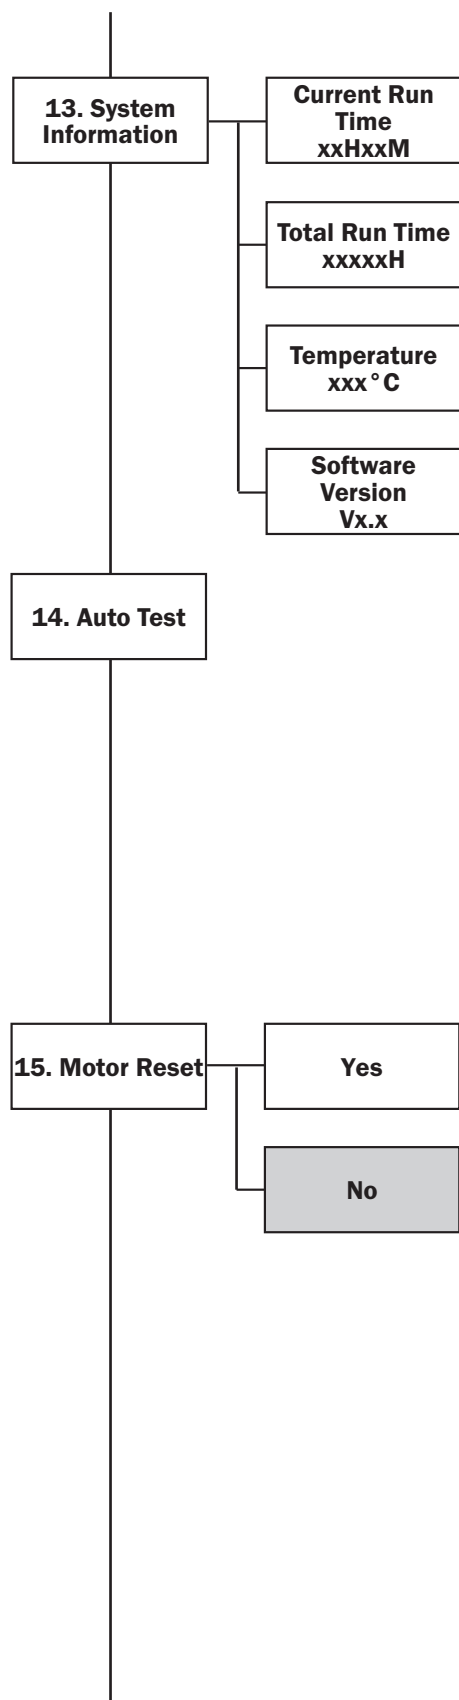 13. System
Information
Current Run
Time
xxHxxM
Total Run Time
xxxxxH
Temperature
xxx°C
Software
Version
Vx.x
14. Auto Test
15. Motor Reset
Yes
No